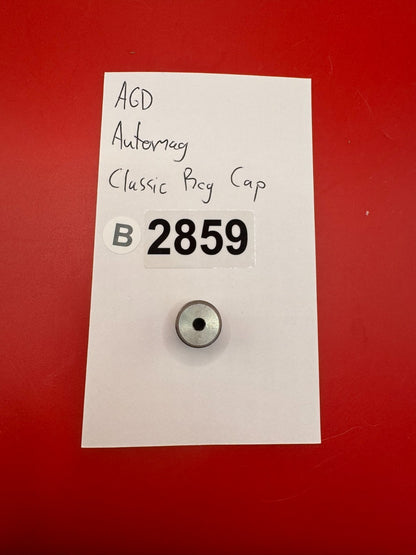 AGD
Automag
Classic Reg Cap
B 2859